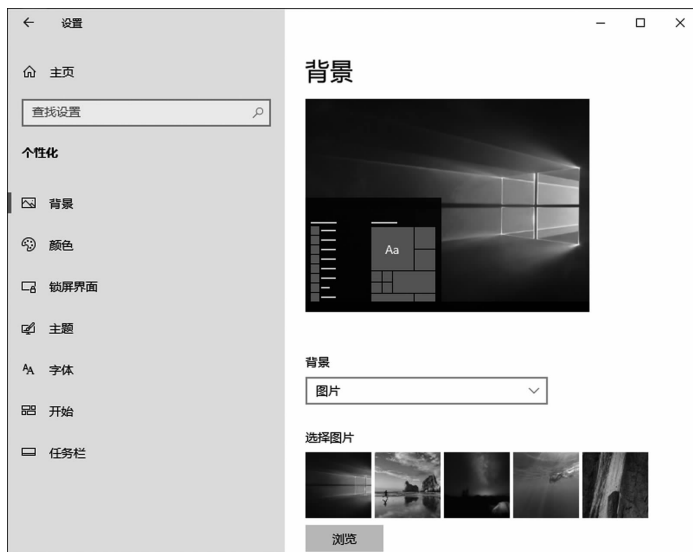 设置
主页
查找设置
个性化
背景
颜色
锁屏界面
主题
字体
开始
任务栏
背景
Aa
背景
图片
选择图片
浏览